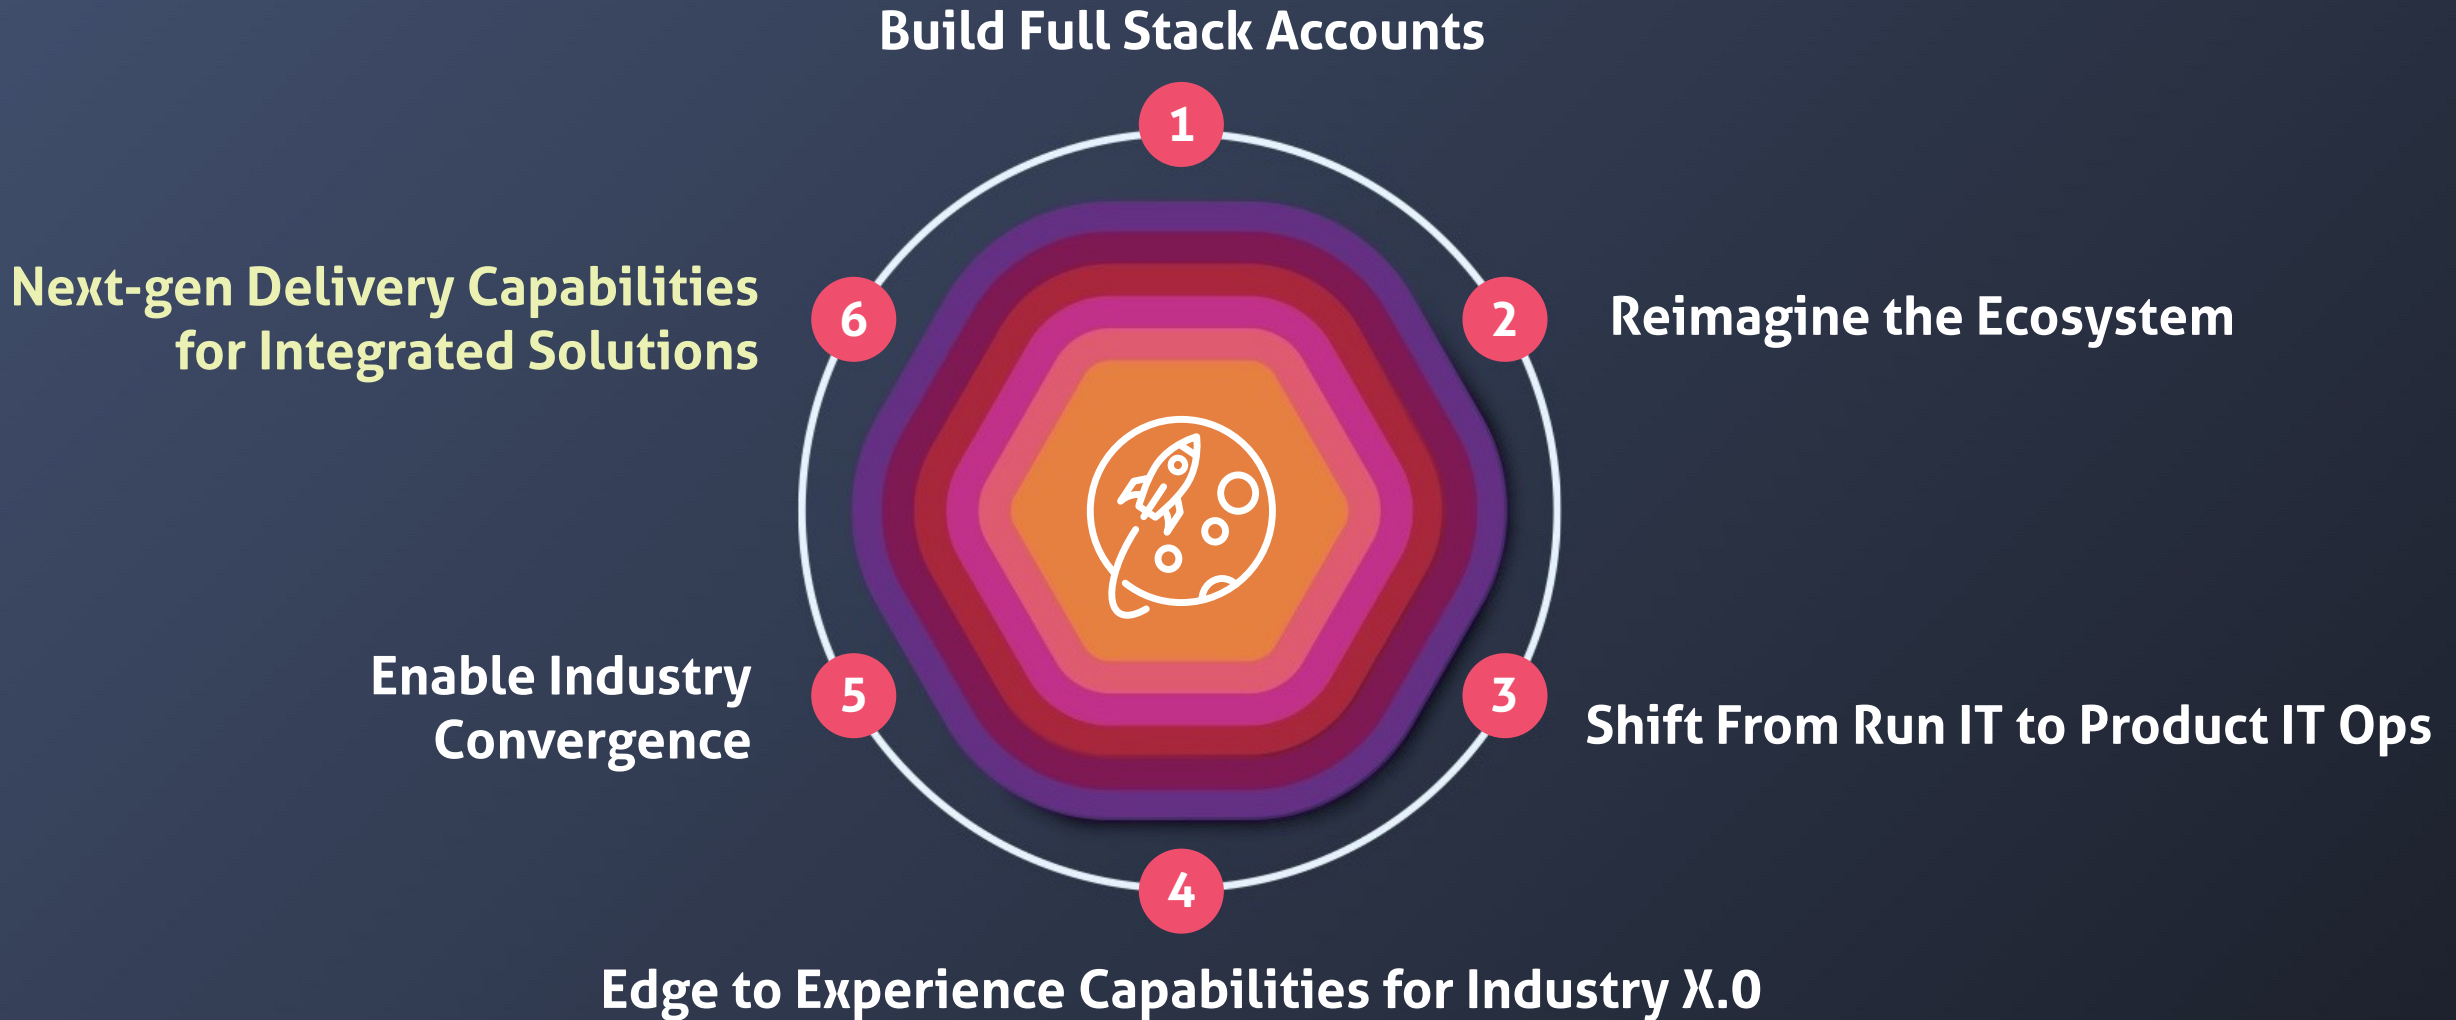 Build Full Stack Accounts
1
2
Reimagine the Ecosystem
3
Shift From Run IT to Product IT Ops
4
Edge to Experience Capabilities for Industry X.0
5
Enable Industry
Convergence
6
Next-gen Delivery Capabilities
for Integrated Solutions